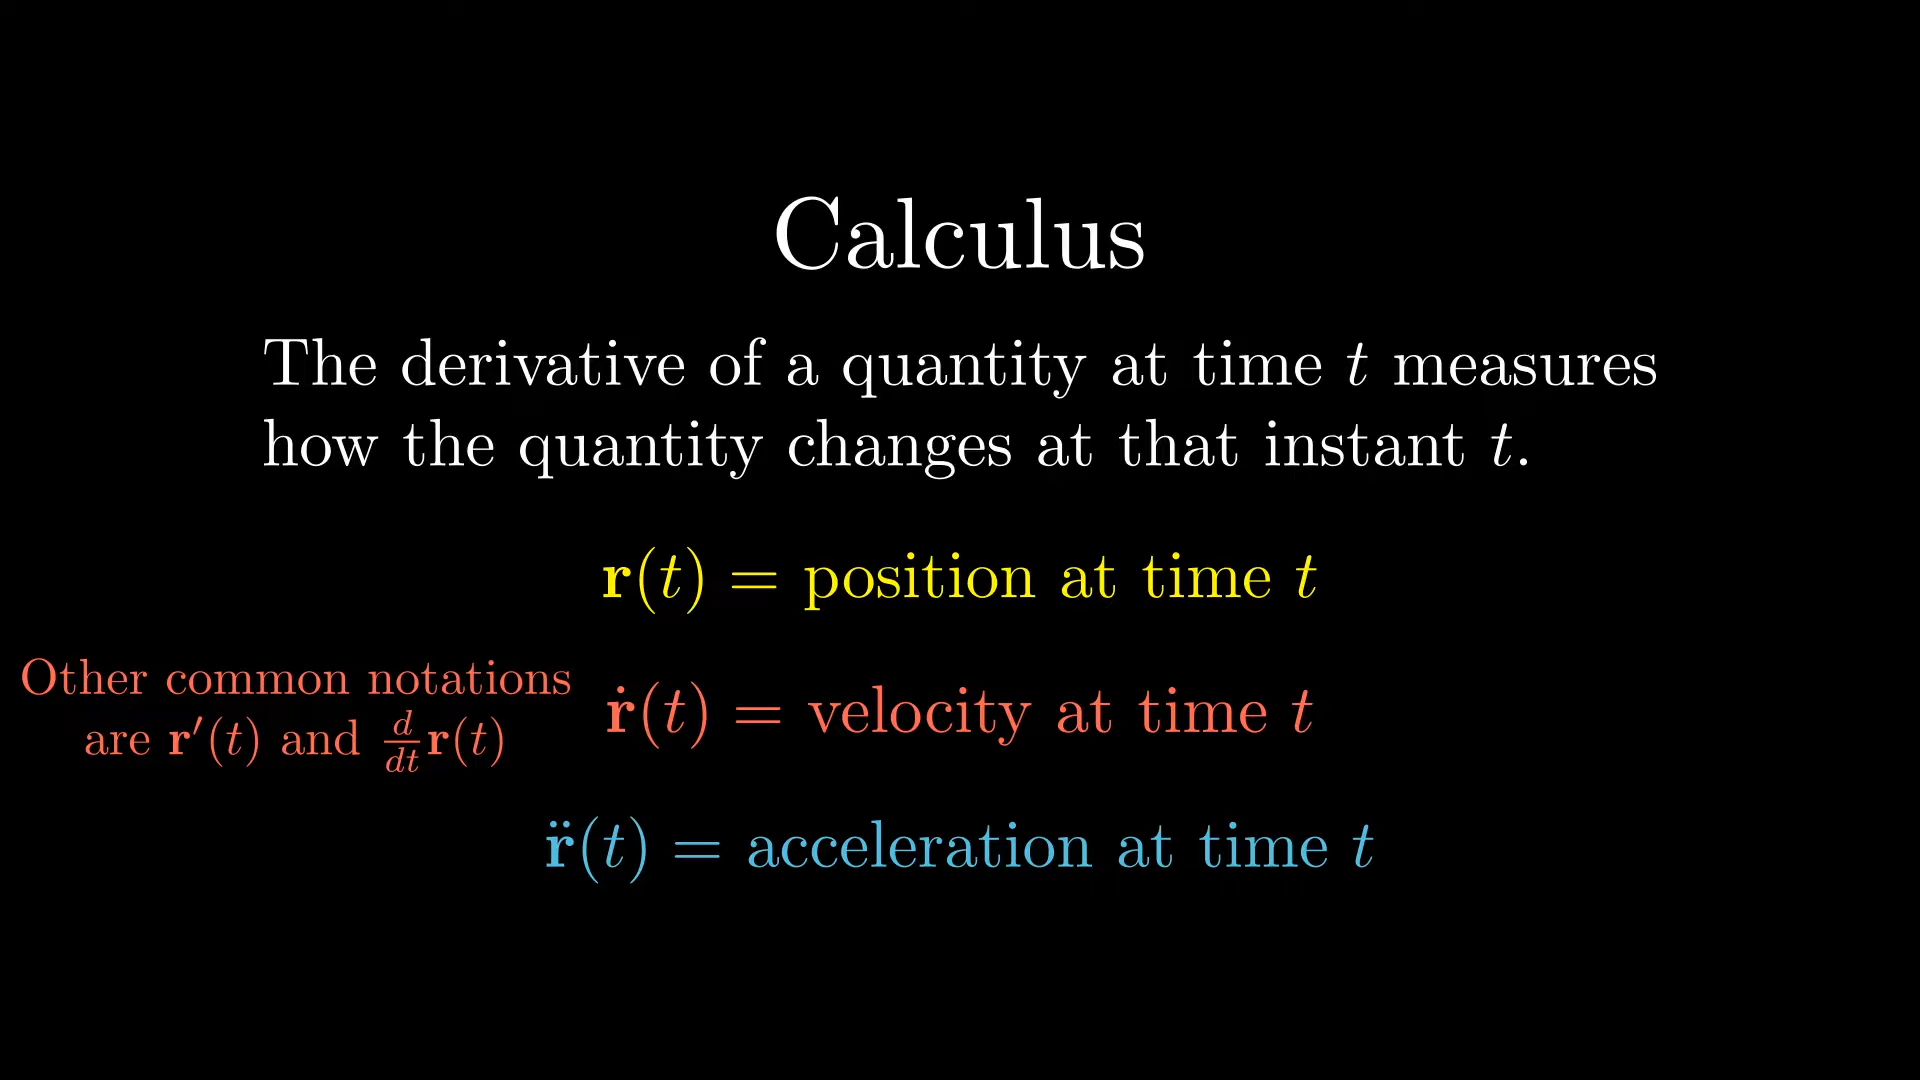 Calculus
The derivative of a quantity at time t measures
how the quantity changes at that instant t.
r(t) = position at time t
Other common notations
are r′(t) and d/dt r(t)
ṙ(t) = velocity at time t
r̈(t) = acceleration at time t